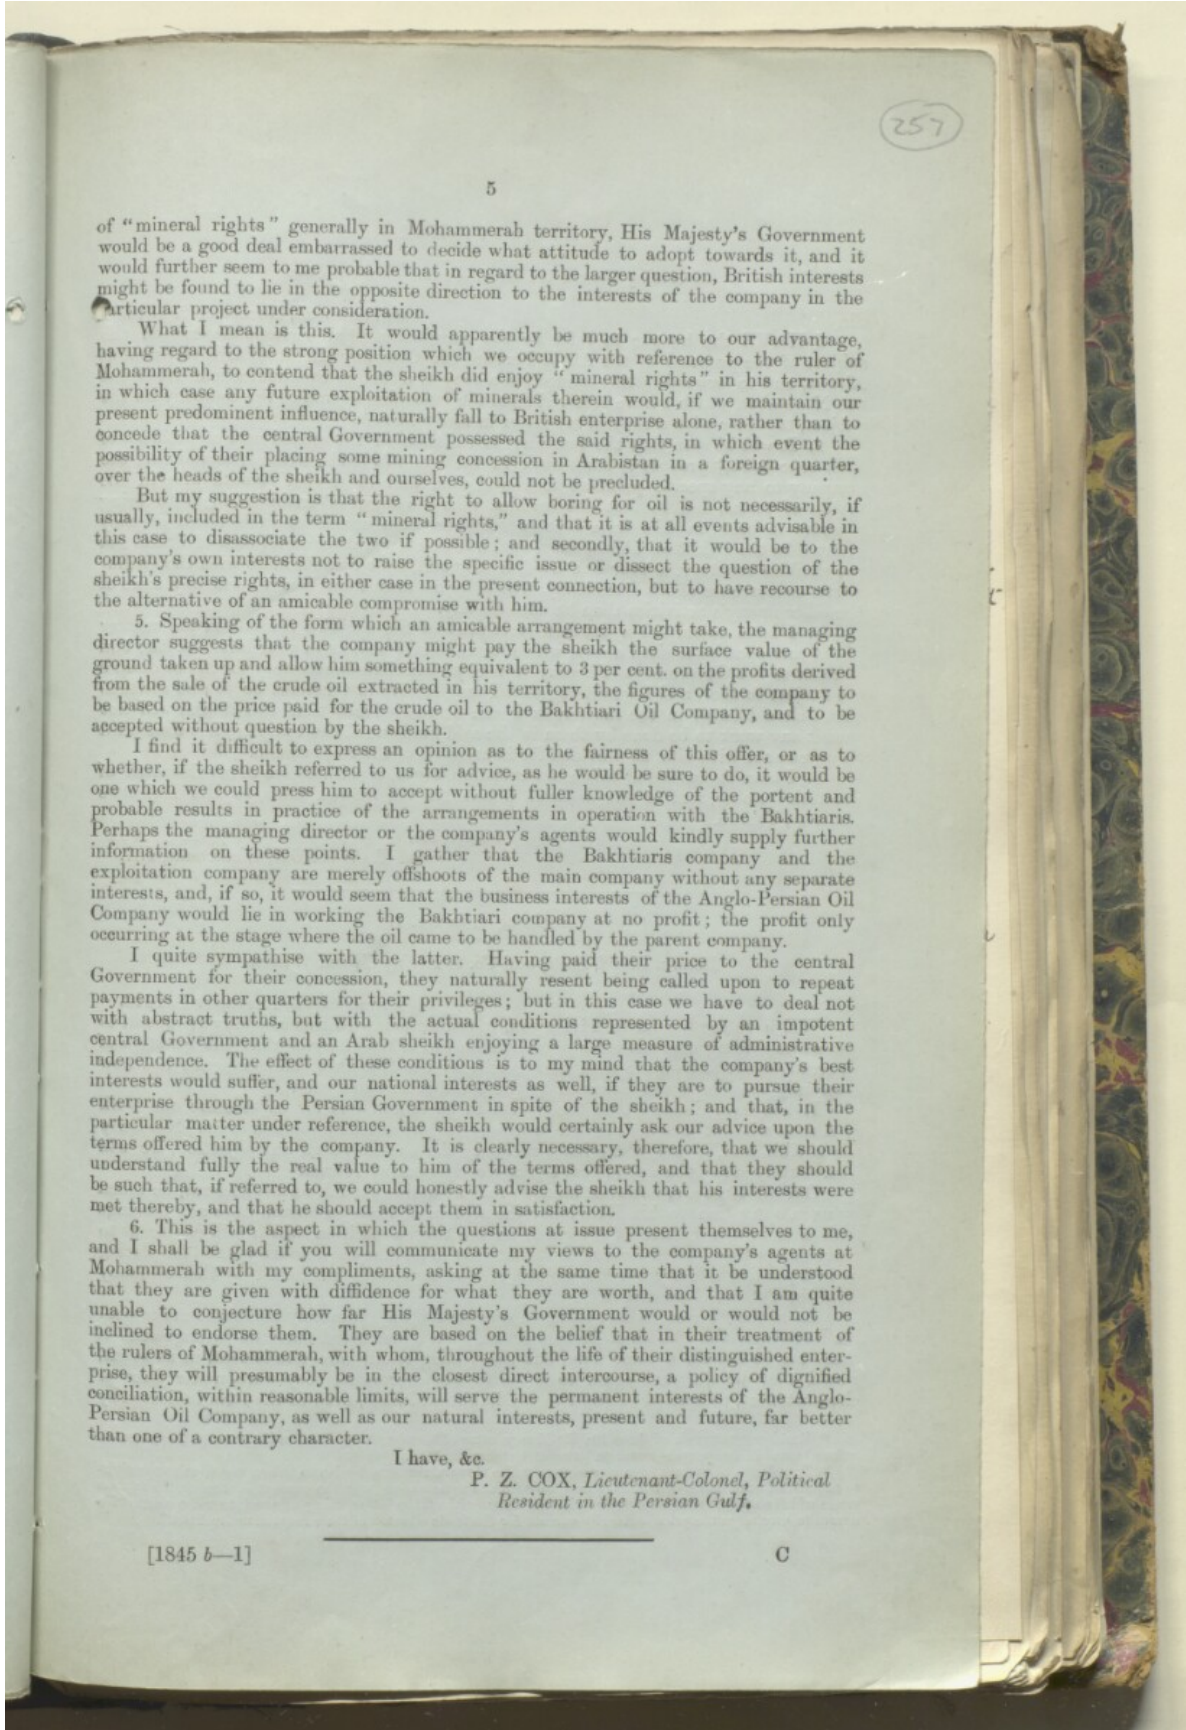 257
5
of "mineral rights" generally in Mohammerah territory, His Majesty's Government
would be a good deal embarrassed to decide what attitude to adopt towards it, and it
would further seem to me probable that in regard to the larger question, British interests
might be found to lie in the opposite direction to the interests of the company in the
articular project under consideration.
What I mean is this. It would apparently be much more to our advantage,
having regard to the strong position which we occupy with reference to the ruler of
Mohammerah, to contend that the sheikh did enjoy "mineral rights" in his territory,
in which case any future exploitation of minerals therein would, if we maintain our
present predominent influence, naturally fall to British enterprise alone, rather than to
concede that the central Government possessed the said rights, in which event the
possibility of their placing some mining concession in Arabistan in a foreign quarter,
over the heads of the sheikh and ourselves, could not be precluded.
But my suggestion is that the right to allow boring for oil is not necessarily, if
usually, included in the term "mineral rights," and that it is at all events advisable in
this case to disassociate the two if possible; and secondly, that it would be to the
company's own interests not to raise the specific issue or dissect the question of the
sheikh's precise rights, in either case in the present connection, but to have recourse to
the alternative of an amicable compromise with him.
5. Speaking of the form which an amicable arrangement might take, the managing
director suggests that the company might pay the sheikh the surface value of the
ground taken up and allow him something equivalent to 3 per cent. on the profits derived
from the sale of the crude oil extracted in his territory, the figures of the company to
be based on the price paid for the crude oil to the Bakhtiari Oil Company, and to be
accepted without question by the sheikh.
I find it difficult to express an opinion as to the fairness of this offer, or as to
whether, if the sheikh referred to us for advice, as he would be sure to do, it would be
one which we could press him to accept without fuller knowledge of the portent and
probable results in practice of the arrangements in operation with the Bakhtiaris.
Perhaps the managing director or the company's agents would kindly supply further
information on these points. I gather that the Bakhtiaris company and the
exploitation company are merely offshoots of the main company without any separate
interests, and, if so, it would seem that the business interests of the Anglo-Persian Oil
Company would lie in working the Bakhtiari company at no profit; the profit only
occurring at the stage where the oil came to be handled by the parent company.
I quite sympathise with the latter. Having paid their price to the central
Government for their concession, they naturally resent being called upon to repeat
payments in other quarters for their privileges; but in this case we have to deal not
with abstract truths, but with the actual conditions represented by an impotent
central Government and an Arab sheikh enjoying a large measure of administrative
independence. The effect of these conditions is to my mind that the company's best
interests would suffer, and our national interests as well, if they are to pursue their
enterprise through the Persian Government in spite of the sheikh; and that, in the
particular matter under reference, the sheikh would certainly ask our advice upon the
terms offered him by the company. It is clearly necessary, therefore, that we should
understand fully the real value to him of the terms offered, and that they should
be such that, if referred to, we could honestly advise the sheikh that his interests were
met thereby, and that he should accept them in satisfaction.
6. This is the aspect in which the questions at issue present themselves to me,
and I shall be glad if you will communicate my views to the company's agents at
Mohammerah with my compliments, asking at the same time that it be understood
that they are given with diffidence for what they are worth, and that I am quite
unable to conjecture how far His Majesty's Government would or would not be
inclined to endorse them. They are based on the belief that in their treatment of
the rulers of Mohammerah, with whom, throughout the life of their distinguished enter-
prise, they will presumably be in the closest direct intercourse, a policy of dignified
conciliation, within reasonable limits, will serve the permanent interests of the Anglo-
Persian Oil Company, as well as our natural interests, present and future, far better
than one of a contrary character.
I have, &c.
P. Z. COX, Lieutenant-Colonel, Political
Resident in the Persian Gulf.
[1845 b—1]
C